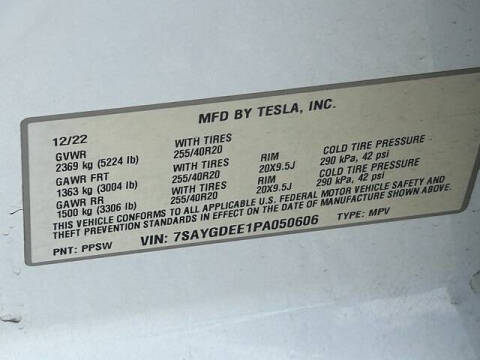 MFD BY TESLA, INC.
12/22
GVWR WITH TIRES
2369 kg (5224 lb) 255/40R20 RIM COLD TIRE PRESSURE
GAWR FRT WITH TIRES 20X9.5J 290 kPa, 42 psi
1363 kg (3004 lb) 255/40R20 RIM COLD TIRE PRESSURE
GAWR RR WITH TIRES 20X9.5J 290 kPa, 42 psi
1500 kg (3306 lb) 255/40R20
THIS VEHICLE CONFORMS TO ALL APPLICABLE U.S. FEDERAL MOTOR VEHICLE SAFETY AND
THEFT PREVENTION STANDARDS IN EFFECT ON THE DATE OF MANUFACTURE SHOWN ABOVE.
PNT: PPSW VIN: 7SAYGDEE1PA050606 TYPE: MPV